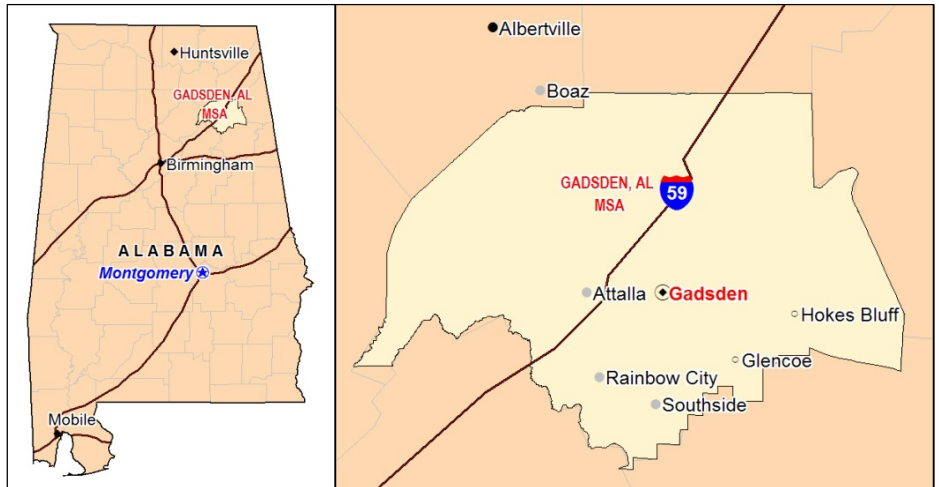 Huntsville
GADSDEN, AL
MSA
Birmingham
ALABAMA
Montgomery
Mobile
Albertville
Boaz
GADSDEN, AL
MSA
59
Attalla
Gadsden
Hokes Bluff
Glencoe
Rainbow City
Southside